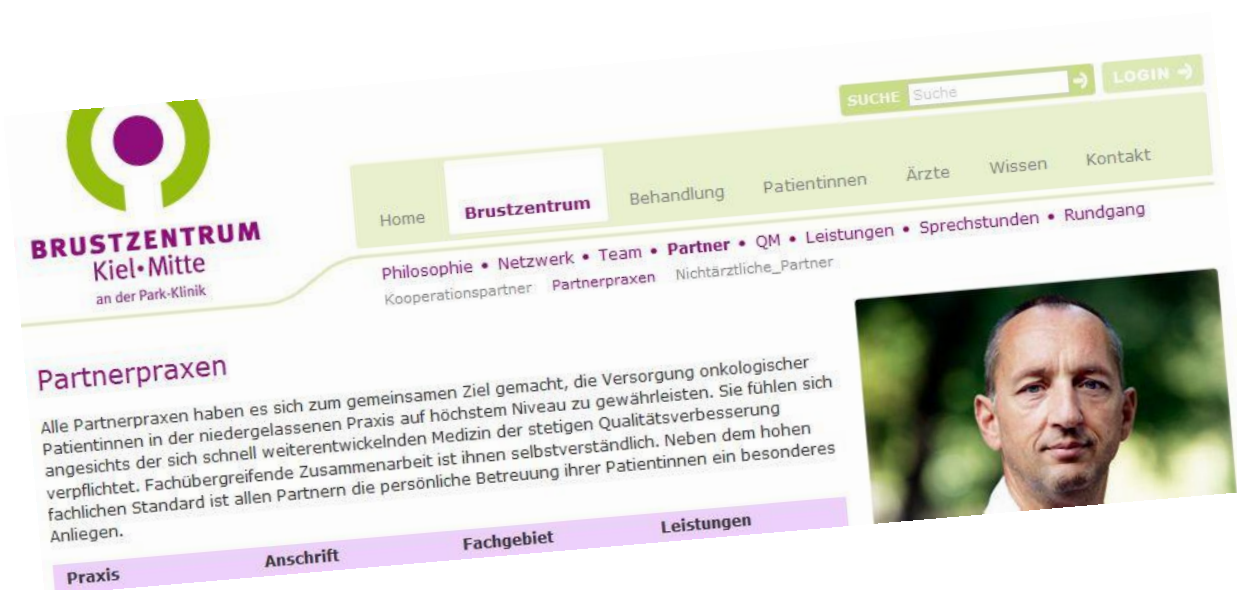 SUCHE Suche LOGIN
Home Brustzentrum Behandlung Patientinnen Ärzte Wissen Kontakt
BRUSTZENTRUM
Kiel•Mitte
an der Park-Klinik
Philosophie • Netzwerk • Team • Partner • QM • Leistungen • Sprechstunden • Rundgang
Kooperationspartner Partnerpraxen Nichtärztliche_Partner
Partnerpraxen
Alle Partnerpraxen haben es sich zum gemeinsamen Ziel gemacht, die Versorgung onkologischer
Patientinnen in der niedergelassenen Praxis auf höchstem Niveau zu gewährleisten. Sie fühlen sich
angesichts der sich schnell weiterentwickelnden Medizin der stetigen Qualitätsverbesserung
verpflichtet. Fachübergreifende Zusammenarbeit ist ihnen selbstverständlich. Neben dem hohen
fachlichen Standard ist allen Partnern die persönliche Betreuung ihrer Patientinnen ein besonderes
Anliegen.
Praxis Anschrift Fachgebiet Leistungen